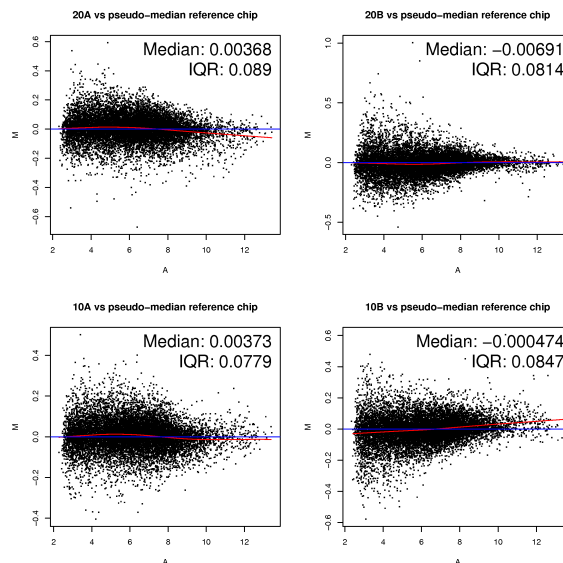 20A vs pseudo−median reference chip
Median: 0.00368
IQR: 0.089
0.6
0.4
0.2
0.0
−0.2
−0.4
−0.6
M
2 4 6 8 10 12
A
20B vs pseudo−median reference chip
Median: −0.00691
IQR: 0.0814
1.0
0.5
0.0
−0.5
M
2 4 6 8 10 12
A
10A vs pseudo−median reference chip
Median: 0.00373
IQR: 0.0779
0.4
0.2
0.0
−0.2
−0.4
M
2 4 6 8 10 12
A
10B vs pseudo−median reference chip
Median: −0.000474
IQR: 0.0847
0.6
0.4
0.2
0.0
−0.2
−0.4
−0.6
M
2 4 6 8 10 12
A